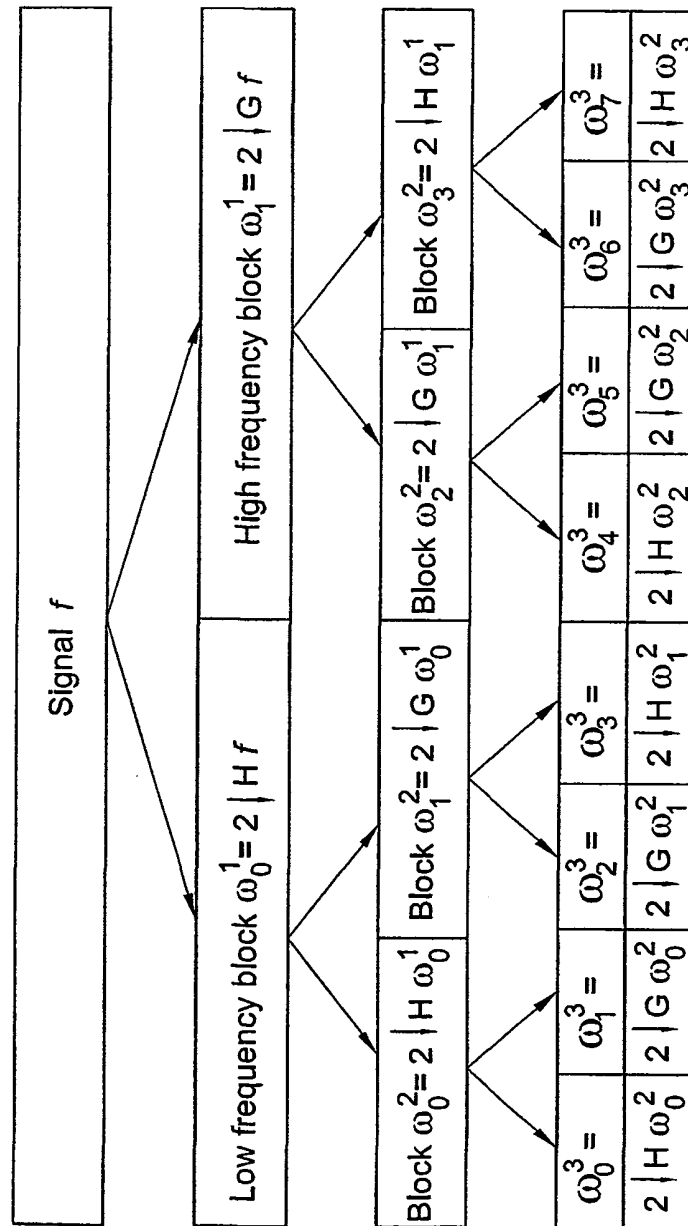 Signal f
Low frequency block ω₀¹ = 2 ↓ H f
High frequency block ω₁¹ = 2 ↓ G f
Block ω₀² = 2 ↓ H ω₀¹
Block ω₁² = 2 ↓ G ω₀¹
Block ω₂² = 2 ↓ G ω₁¹
Block ω₃² = 2 ↓ H ω₁¹
ω₀³ =
2 ↓ H ω₀²
ω₁³ =
2 ↓ G ω₀²
ω₂³ =
2 ↓ G ω₁²
ω₃³ =
2 ↓ H ω₁²
ω₄³ =
2 ↓ H ω₂²
ω₅³ =
2 ↓ G ω₂²
ω₆³ =
2 ↓ G ω₃²
ω₇³ =
2 ↓ H ω₃²